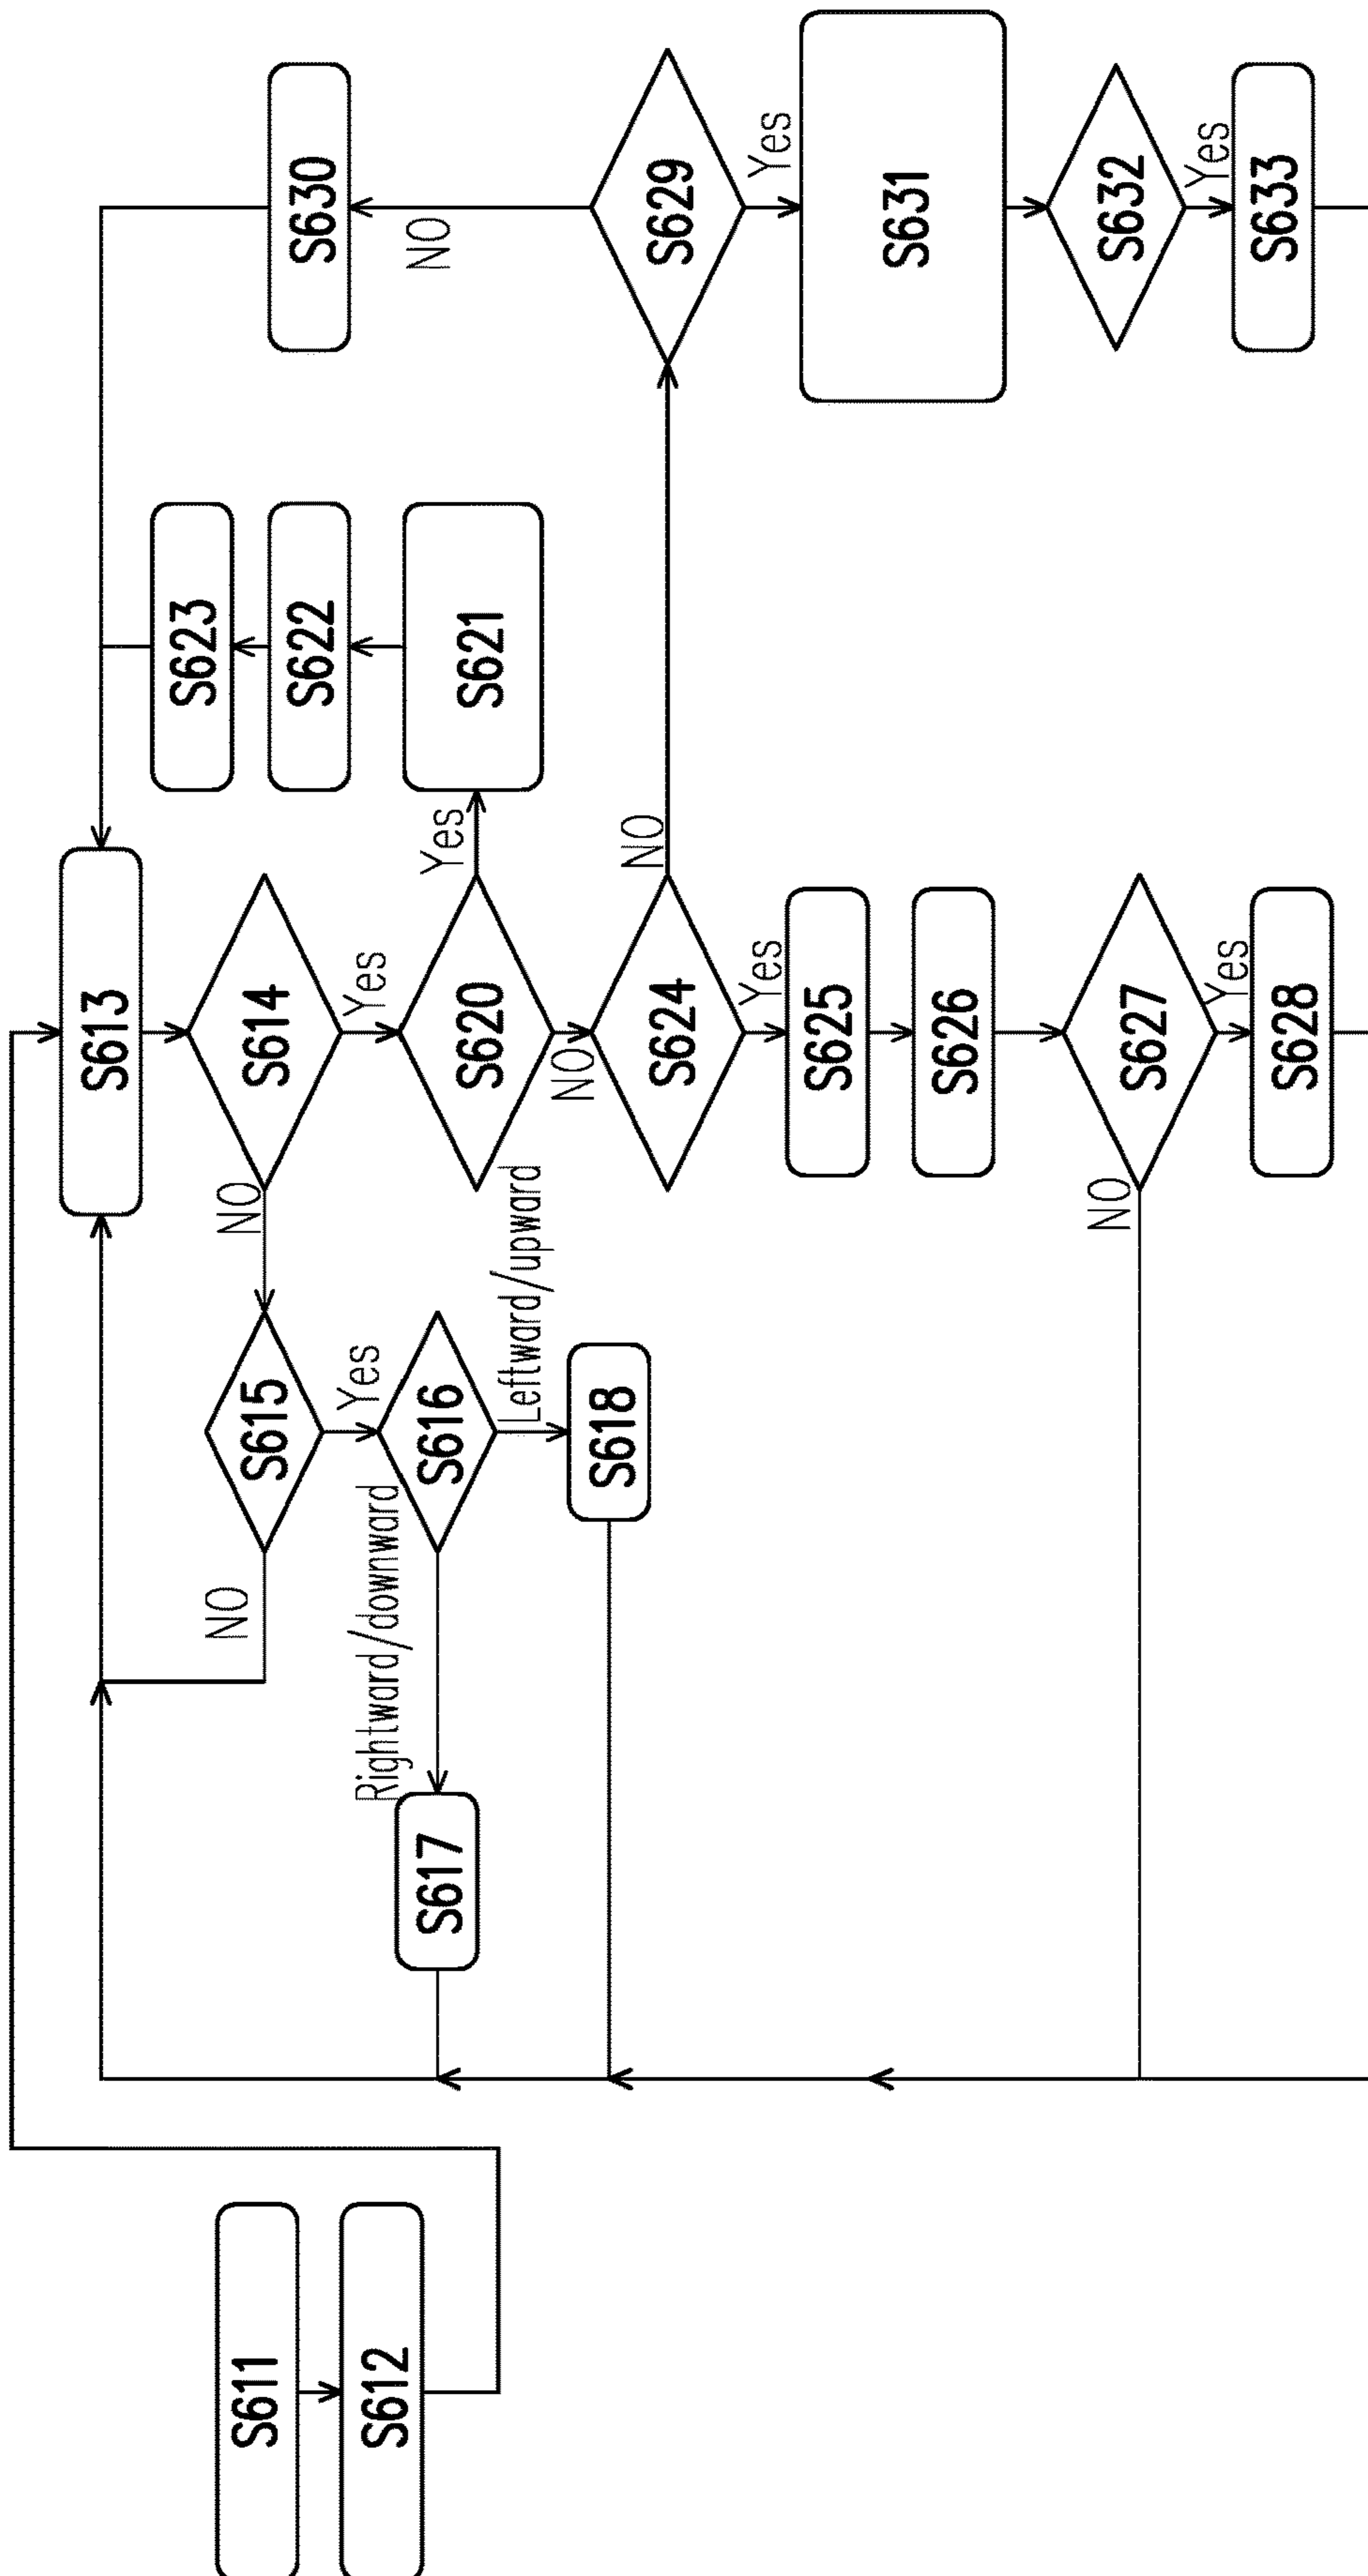 S611
S612
S613
S614
NO
Yes
S615
NO
Yes
S616
Rightward/downward
Leftward/upward
S617
S618
S620
Yes
NO
S621
S622
S623
S624
NO
Yes
S625
S626
S627
NO
Yes
S628
S629
NO
Yes
S630
S631
S632
Yes
S633